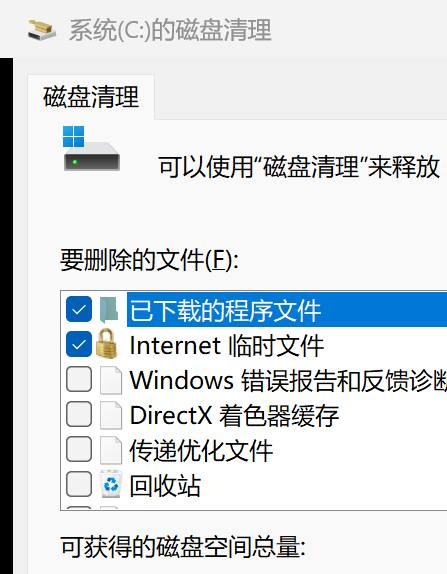 系统(C:)的磁盘清理
磁盘清理
可以使用“磁盘清理”来释放
要删除的文件(F):
已下载的程序文件
Internet 临时文件
Windows 错误报告和反馈诊断
DirectX 着色器缓存
传递优化文件
回收站
可获得的磁盘空间总量: